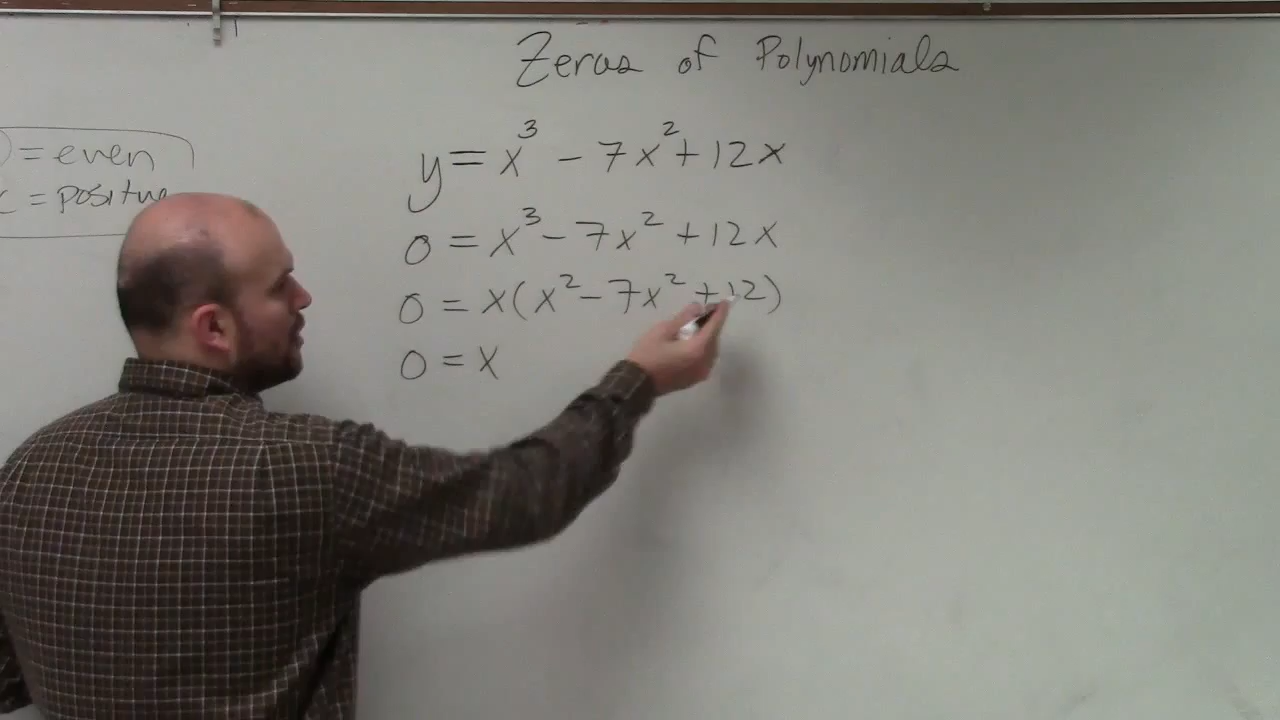 Zeros of Polynomials
) = even
= positive
y = x³ - 7x² + 12x
0 = x³ - 7x² + 12x
0 = x(x² - 7x² + 12)
0 = x